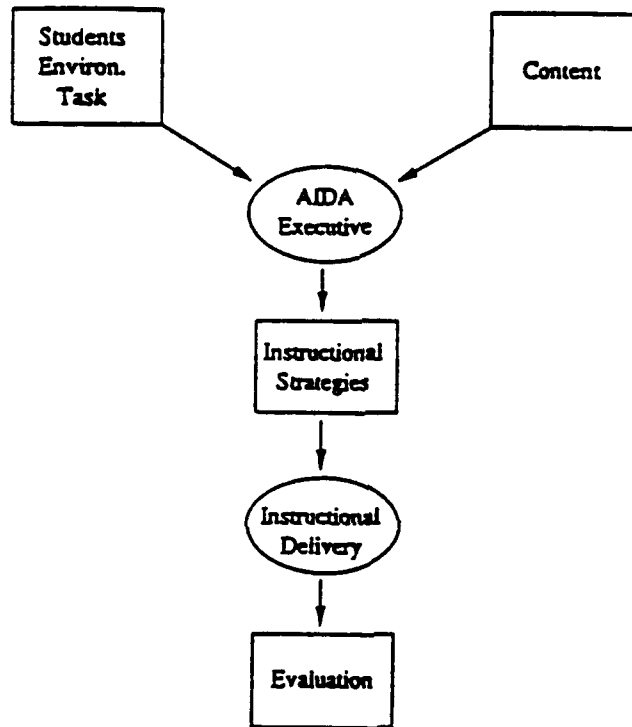 Students
Environ.
Task
Content
AIDA
Executive
Instructional
Strategies
Instructional
Delivery
Evaluation